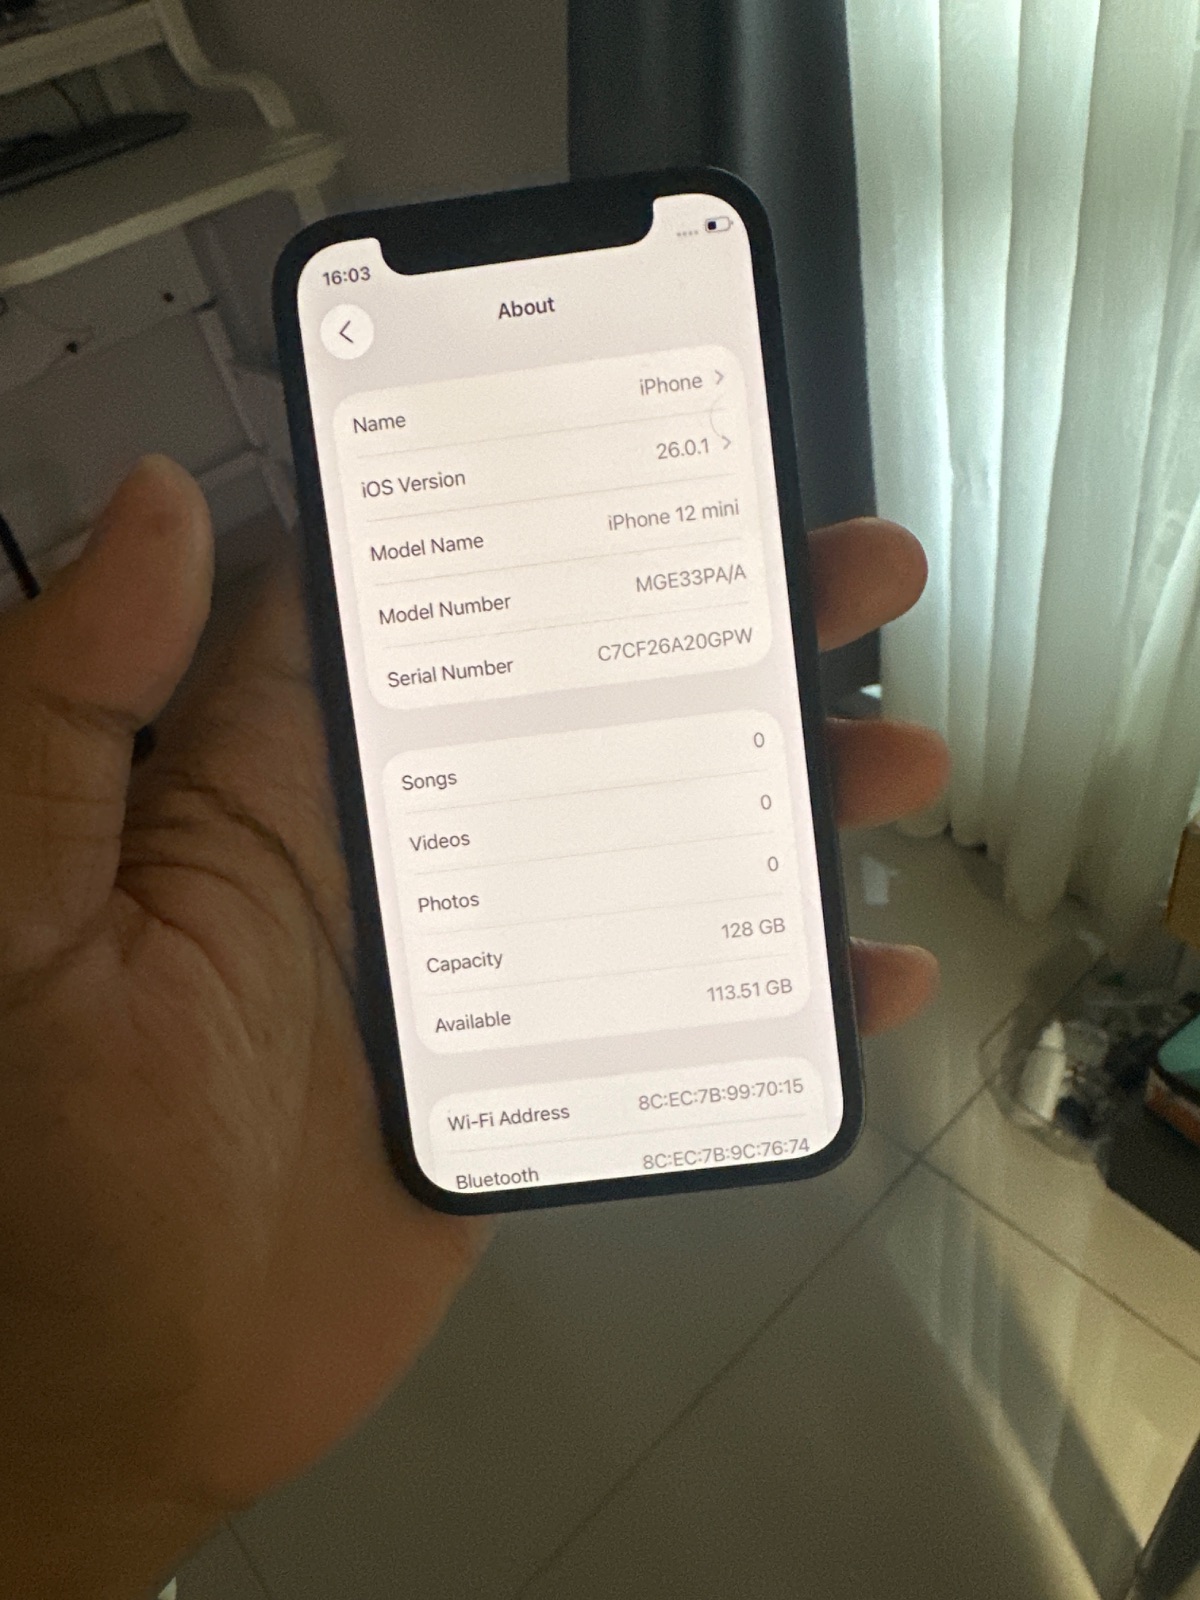 16:03
About
Name iPhone
iOS Version 26.0.1
Model Name iPhone 12 mini
Model Number MGE33PA/A
Serial Number C7CF26A20GPW
Songs 0
Videos 0
Photos 0
Capacity 128 GB
Available 113.51 GB
Wi-Fi Address 8C:EC:7B:99:70:15
Bluetooth 8C:EC:7B:9C:76:74